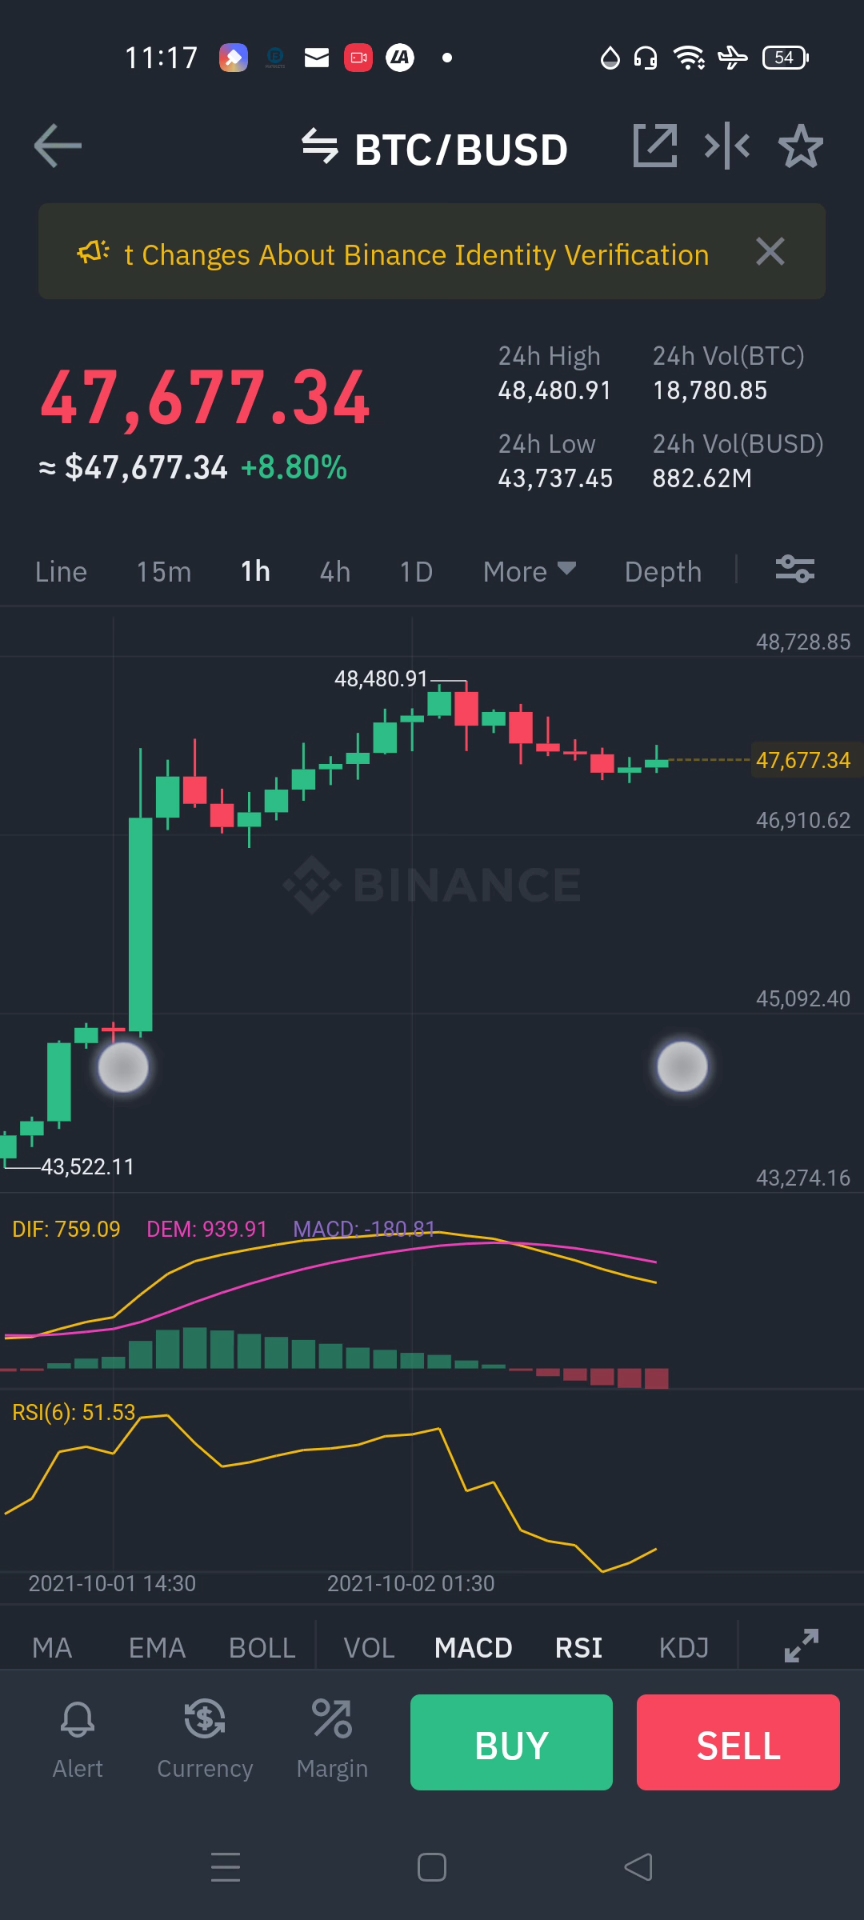 11:17
54
BTC/BUSD
t Changes About Binance Identity Verification
47,677.34
≈ $47,677.34 +8.80%
24h High
48,480.91
24h Vol(BTC)
18,780.85
24h Low
43,737.45
24h Vol(BUSD)
882.62M
Line 15m 1h 4h 1D More Depth
48,728.85
48,480.91
47,677.34
46,910.62
BINANCE
45,092.40
43,522.11
43,274.16
DIF: 759.09 DEM: 939.91 MACD: -180.81
RSI(6): 51.53
2021-10-01 14:30 2021-10-02 01:30
MA EMA BOLL VOL MACD RSI KDJ
Alert Currency Margin BUY SELL